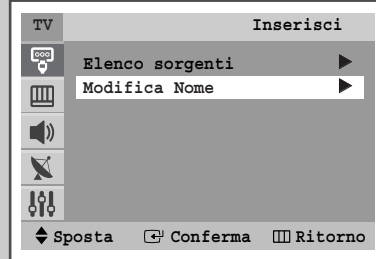 TV Inserisci
Elenco sorgenti
Modifica Nome
Sposta Conferma Ritorno